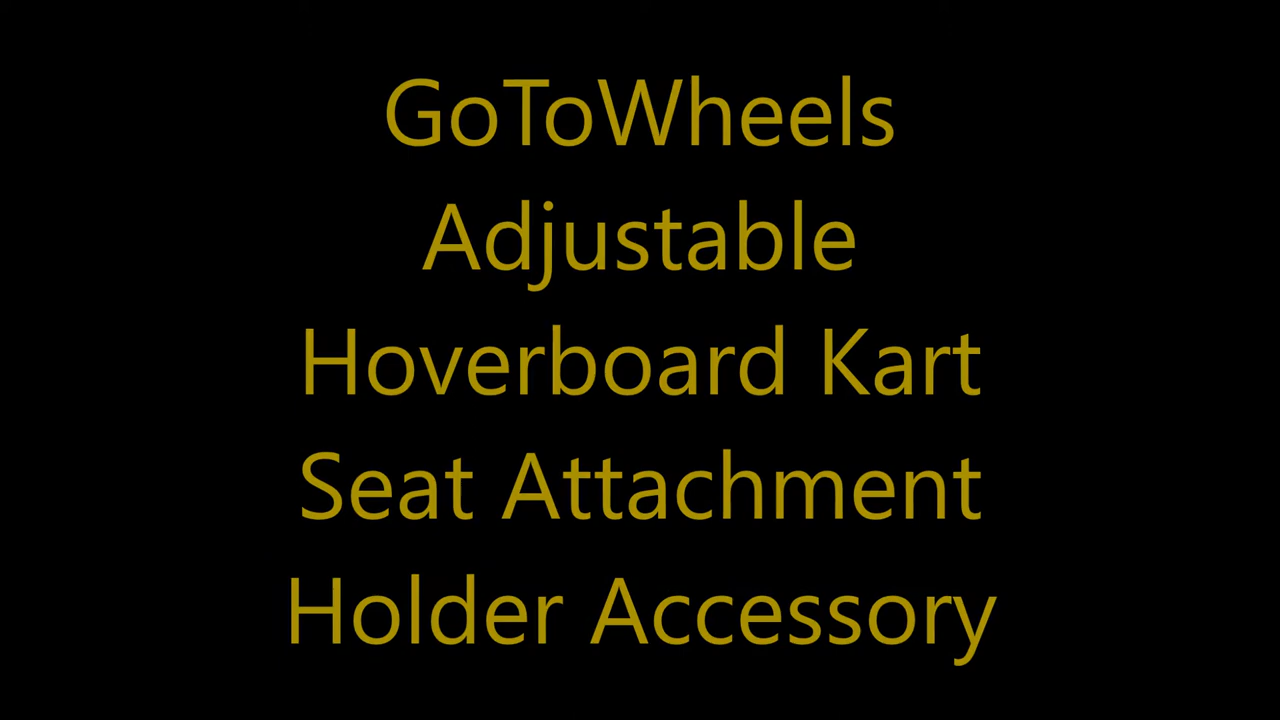 GoToWheels
Adjustable
Hoverboard Kart
Seat Attachment
Holder Accessory